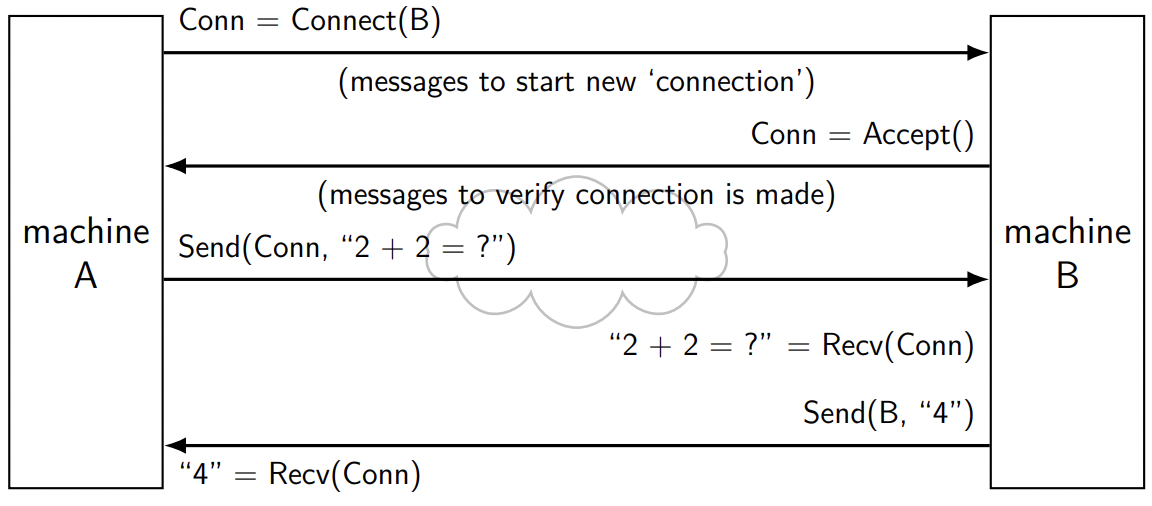 Conn = Connect(B)
(messages to start new ‘connection’)
Conn = Accept()
(messages to verify connection is made)
machine
A
machine
B
Send(Conn, “2 + 2 = ?”)
“2 + 2 = ?” = Recv(Conn)
Send(B, “4”)
“4” = Recv(Conn)